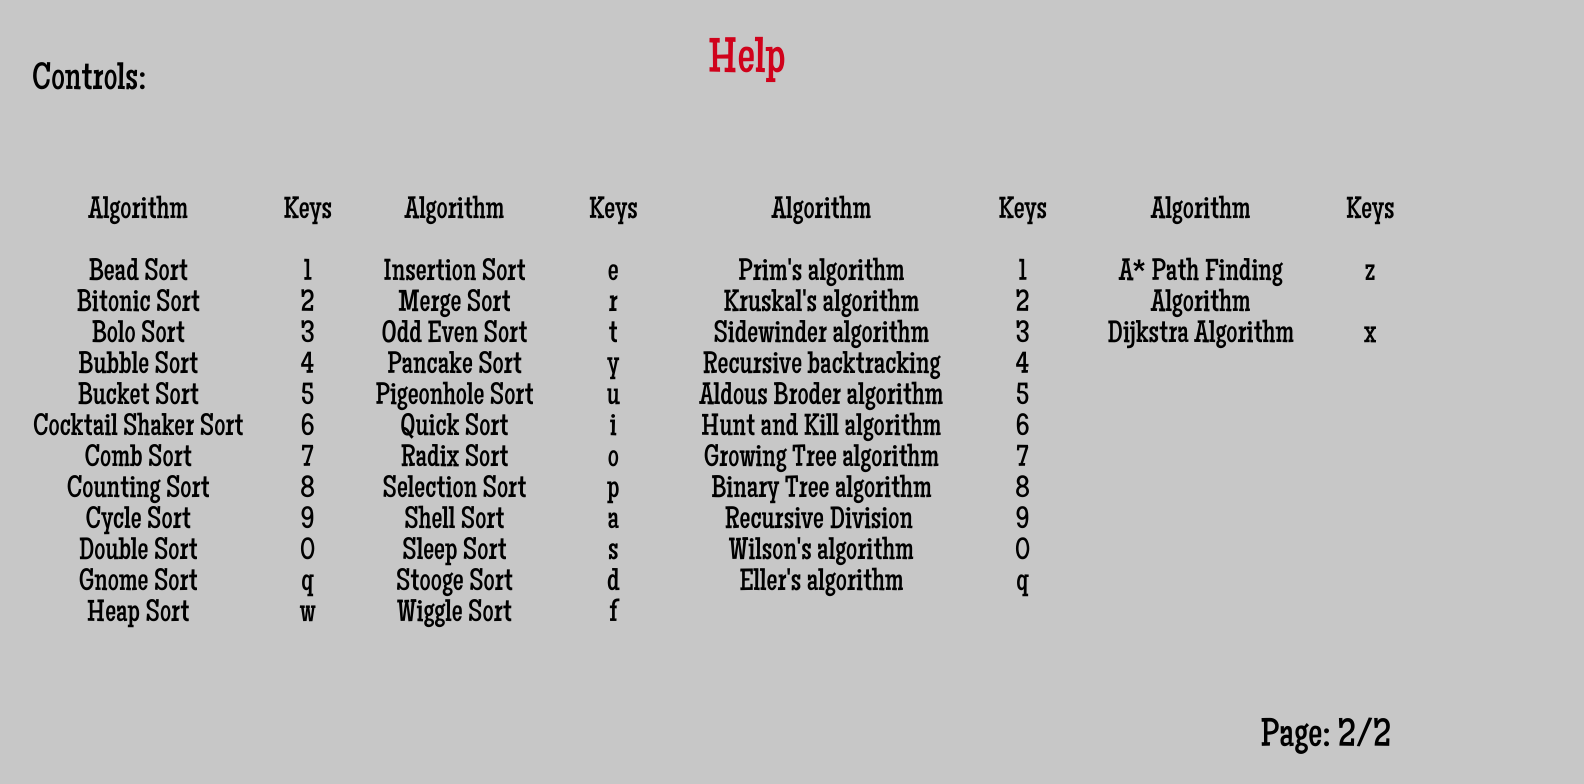 Help
Controls:
Algorithm Keys Algorithm Keys Algorithm Keys Algorithm Keys
Bead Sort 1 Insertion Sort e Prim's algorithm 1 A* Path Finding z
Bitonic Sort 2 Merge Sort r Kruskal's algorithm 2 Algorithm
Bolo Sort 3 Odd Even Sort t Sidewinder algorithm 3 Dijkstra Algorithm x
Bubble Sort 4 Pancake Sort y Recursive backtracking 4
Bucket Sort 5 Pigeonhole Sort u Aldous Broder algorithm 5
Cocktail Shaker Sort 6 Quick Sort i Hunt and Kill algorithm 6
Comb Sort 7 Radix Sort o Growing Tree algorithm 7
Counting Sort 8 Selection Sort p Binary Tree algorithm 8
Cycle Sort 9 Shell Sort a Recursive Division 9
Double Sort 0 Sleep Sort s Wilson's algorithm 0
Gnome Sort q Stooge Sort d Eller's algorithm q
Heap Sort w Wiggle Sort f
Page: 2/2